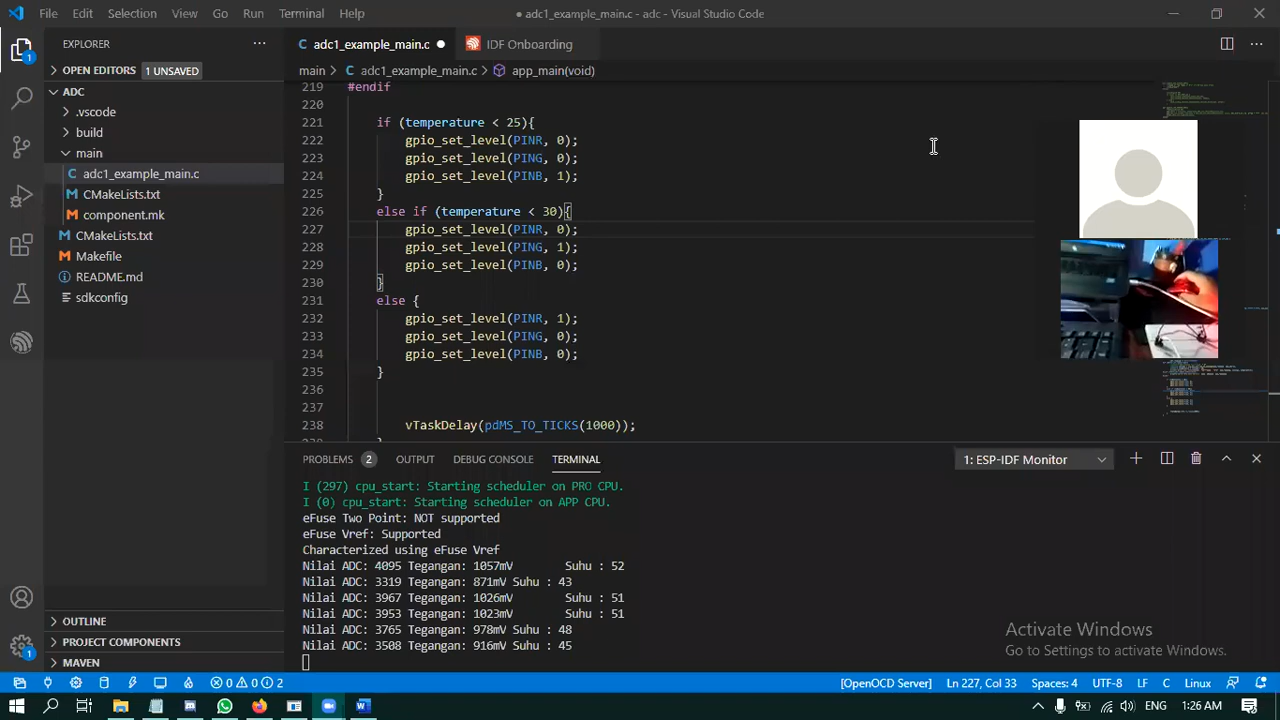 File Edit Selection View Go Run Terminal Help
● adc1_example_main.c - adc - Visual Studio Code
EXPLORER
OPEN EDITORS 1 UNSAVED
ADC
.vscode
build
main
C adc1_example_main.c
M CMakeLists.txt
M component.mk
M CMakeLists.txt
M Makefile
README.md
sdkconfig
OUTLINE
PROJECT COMPONENTS
MAVEN
C adc1_example_main.c ● IDF Onboarding
main > C adc1_example_main.c > app_main(void)
219 #endif
220
221 if (temperature < 25){
222 gpio_set_level(PINR, 0);
223 gpio_set_level(PING, 0);
224 gpio_set_level(PINB, 1);
225 }
226 else if (temperature < 30){
227 gpio_set_level(PINR, 0);
228 gpio_set_level(PING, 1);
229 gpio_set_level(PINB, 0);
230 }
231 else {
232 gpio_set_level(PINR, 1);
233 gpio_set_level(PING, 0);
234 gpio_set_level(PINB, 0);
235 }
236
237
238 vTaskDelay(pdMS_TO_TICKS(1000));
PROBLEMS 2 OUTPUT DEBUG CONSOLE TERMINAL 1: ESP-IDF Monitor
I (297) cpu_start: Starting scheduler on PRO CPU.
I (0) cpu_start: Starting scheduler on APP CPU.
eFuse Two Point: NOT supported
eFuse Vref: Supported
Characterized using eFuse Vref
Nilai ADC: 4095 Tegangan: 1057mV Suhu : 52
Nilai ADC: 3319 Tegangan: 871mV Suhu : 43
Nilai ADC: 3967 Tegangan: 1026mV Suhu : 51
Nilai ADC: 3953 Tegangan: 1023mV Suhu : 51
Nilai ADC: 3765 Tegangan: 978mV Suhu : 48
Nilai ADC: 3508 Tegangan: 916mV Suhu : 45
Activate Windows
Go to Settings to activate Windows.
0 0 2 [OpenOCD Server] Ln 227, Col 33 Spaces: 4 UTF-8 LF C Linux
ENG 1:26 AM